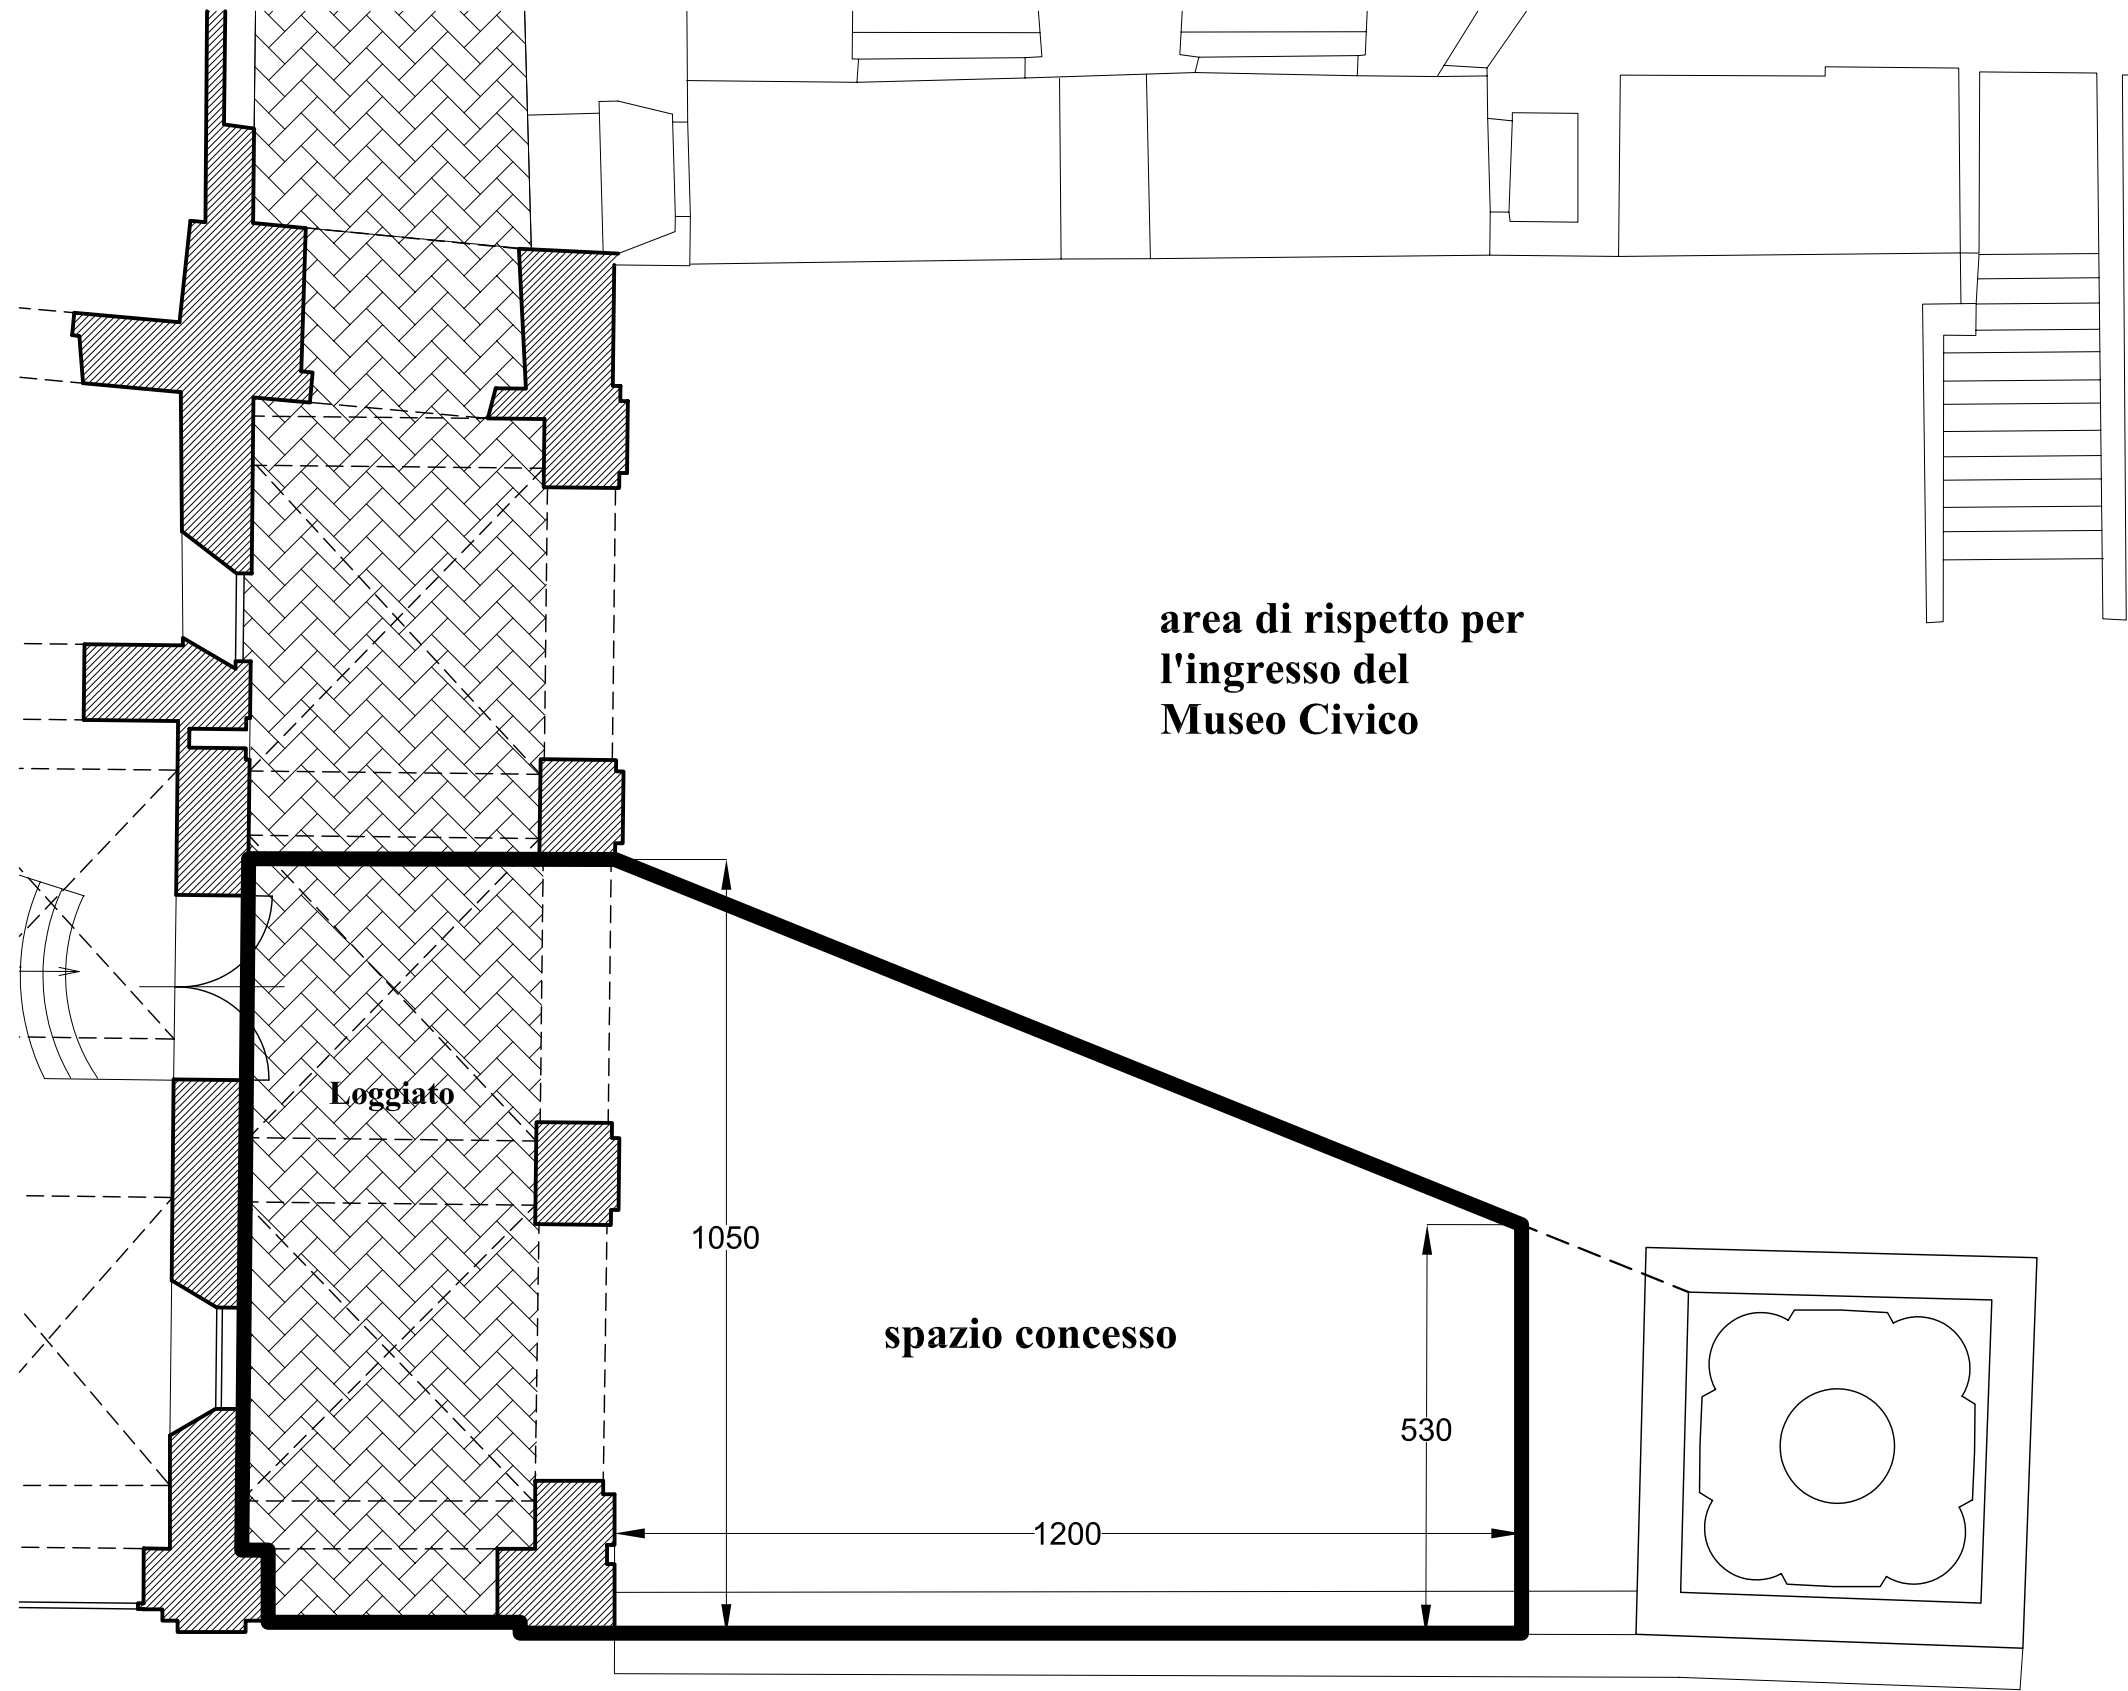 area di rispetto per
l'ingresso del
Museo Civico
Loggiato
1050
spazio concesso
530
1200